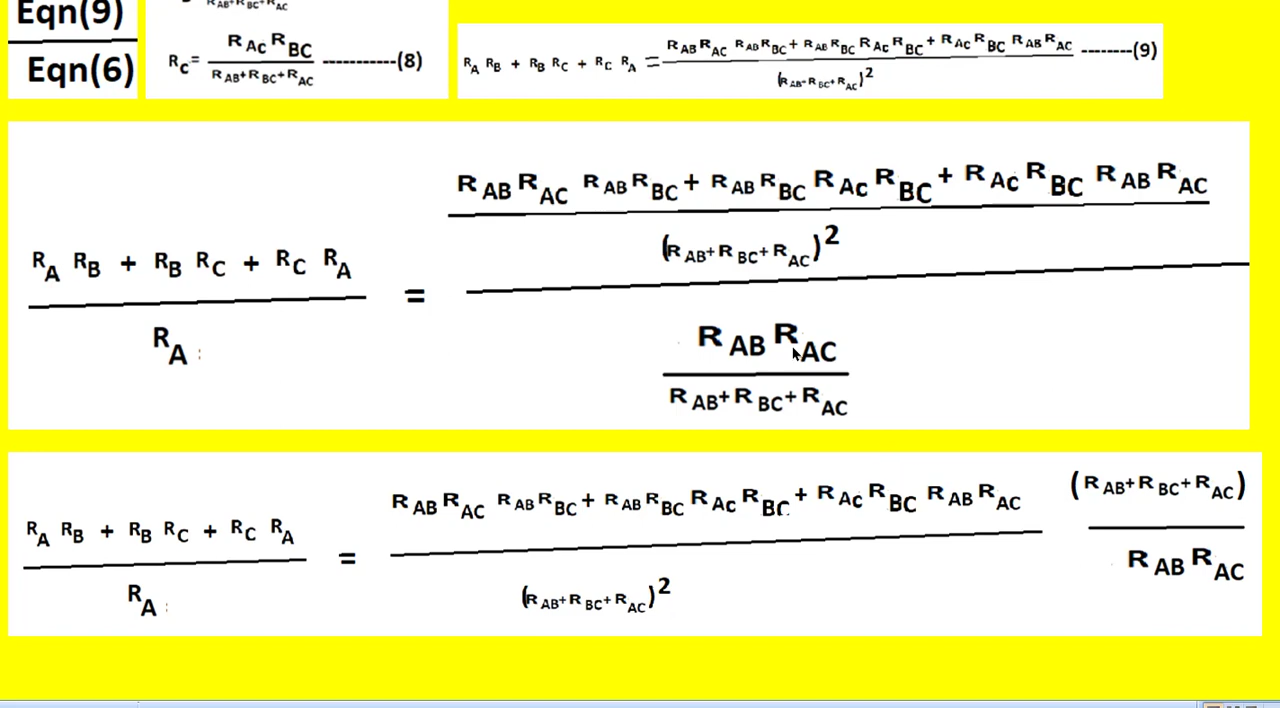 Eqn(9)
Eqn(6)
RAB+RBC+RAC
RC= RAC RBC
RAB+RBC+RAC -----------(8)
RA RB + RB RC + RC RA = RAB RAC RAB RBC + RAB RBC RAC RBC + RAC RBC RAB RAC --------(9)
(RAB+RBC+RAC)2
RAB RAC RAB RBC + RAB RBC RAC RBC + RAC RBC RAB RAC
(RAB+RBC+RAC)2
RA RB + RB RC + RC RA
=
RA
RAB RAC
RAB+RBC+RAC
RAB RAC RAB RBC + RAB RBC RAC RBC + RAC RBC RAB RAC (RAB+RBC+RAC)
RA RB + RB RC + RC RA
=
RA (RAB+RBC+RAC)2 RAB RAC